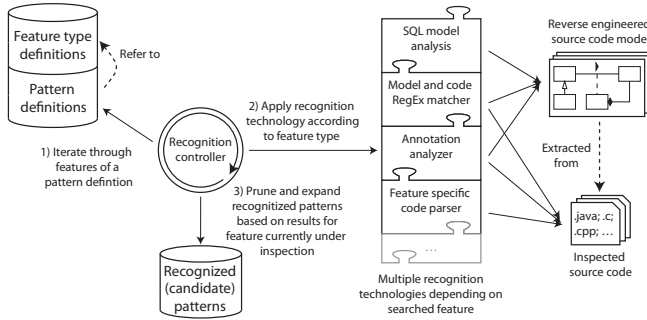 Feature type
definitions
Refer to
Pattern
definitions
1) Iterate through
features of a
pattern defintion
Recognition
controller
2) Apply recognition
technology according
to feature type
3) Prune and expand
recognitized patterns
based on results for
feature currently under
inspection
Recognized
(candidate)
patterns
SQL model
analysis
Model and code
RegEx matcher
Annotation
analyzer
Feature specific
code parser
...
Multiple recognition
technologies depending on
searched feature
Reverse engineered
source code mode
Extracted
from
.java; .c;
.cpp; ...
Inspected
source code